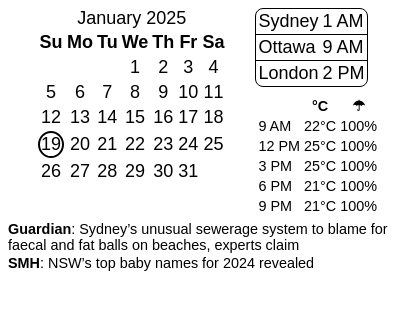 January 2025
Su Mo Tu We Th Fr Sa
1 2 3 4
5 6 7 8 9 10 11
12 13 14 15 16 17 18
19 20 21 22 23 24 25
26 27 28 29 30 31
Sydney 1 AM
Ottawa 9 AM
London 2 PM
°C ☂
9 AM 22°C 100%
12 PM 25°C 100%
3 PM 25°C 100%
6 PM 21°C 100%
9 PM 21°C 100%
Guardian: Sydney’s unusual sewerage system to blame for
faecal and fat balls on beaches, experts claim
SMH: NSW’s top baby names for 2024 revealed